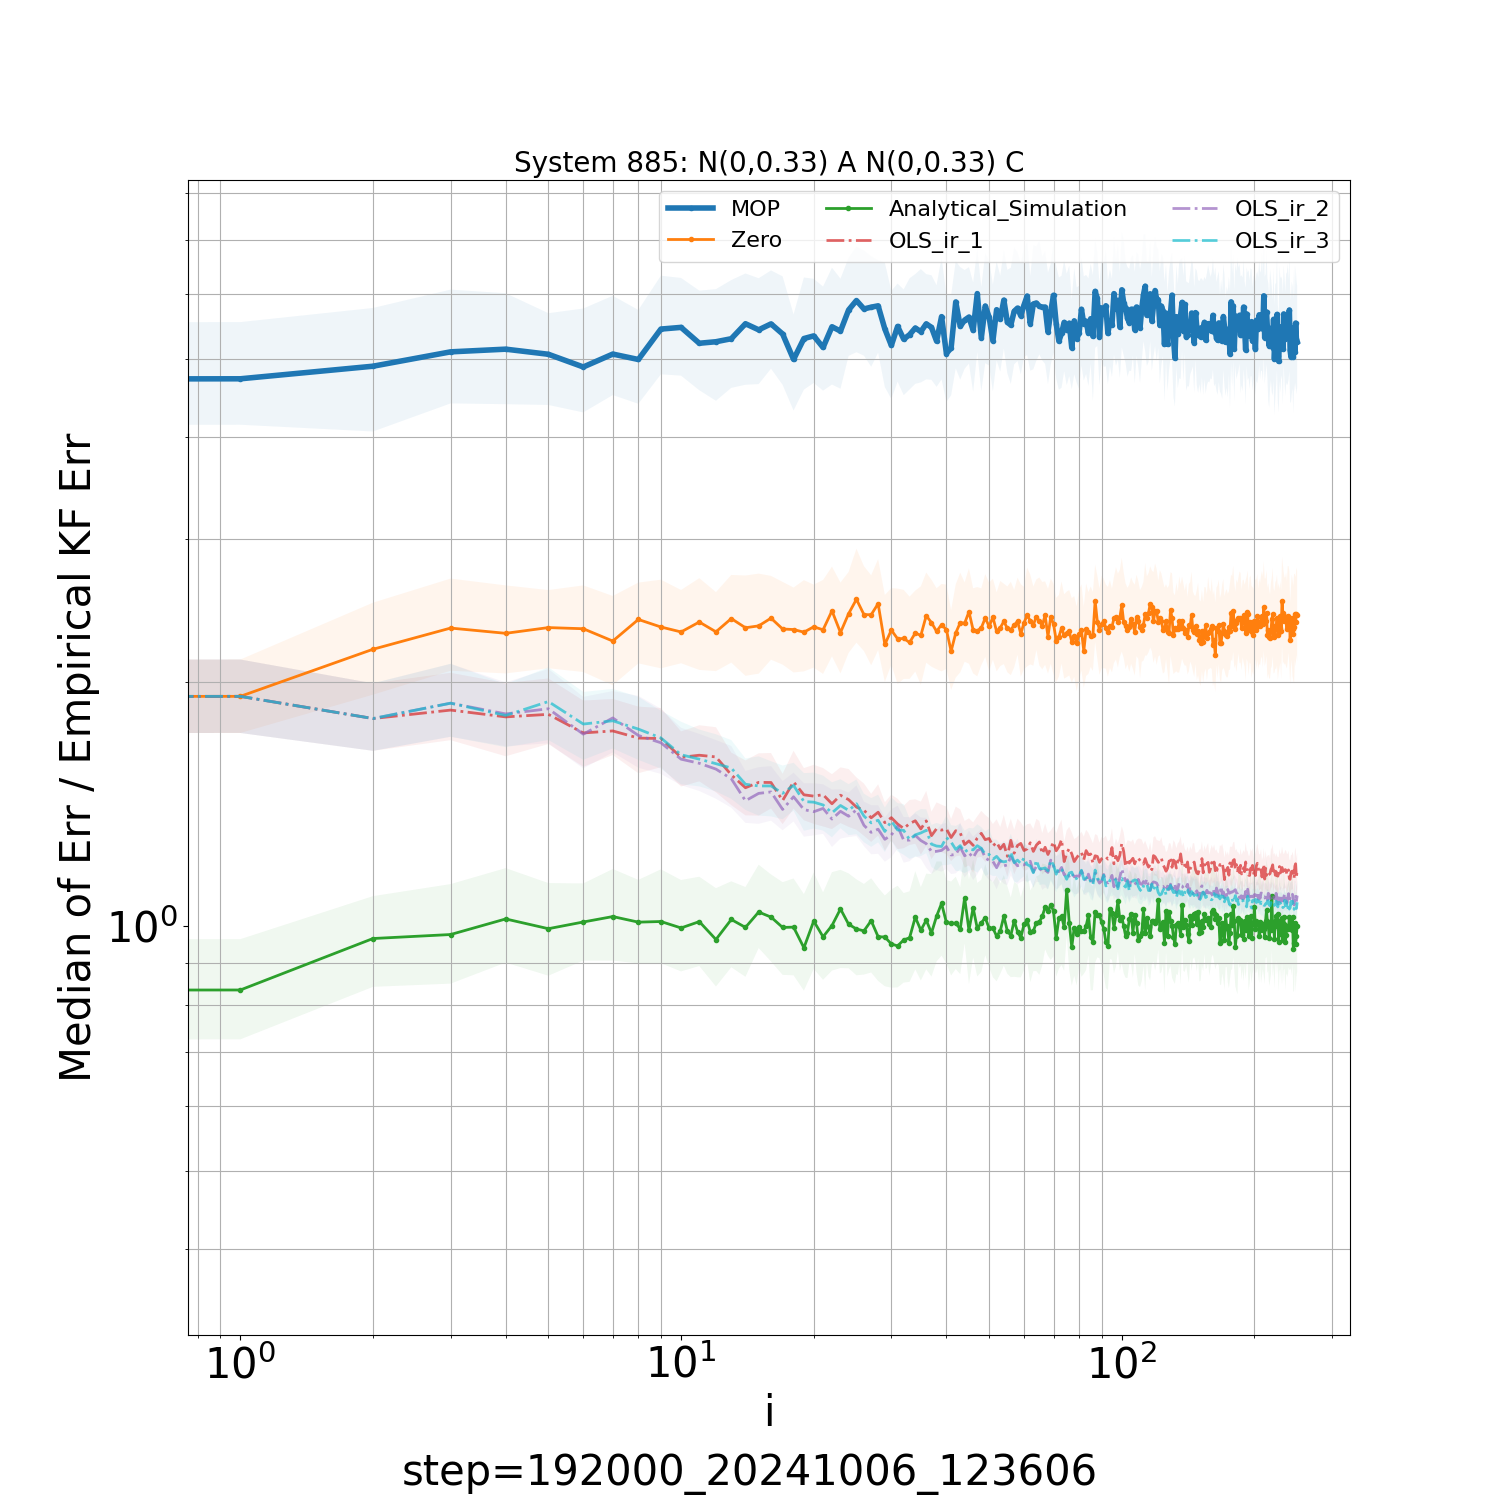 System 885: N(0,0.33) A N(0,0.33) C
MOP
Zero
Analytical_Simulation
OLS_ir_1
OLS_ir_2
OLS_ir_3
Median of Err / Empirical KF Err
10⁰
10⁰ 10¹ 10²
i
step=192000_20241006_123606